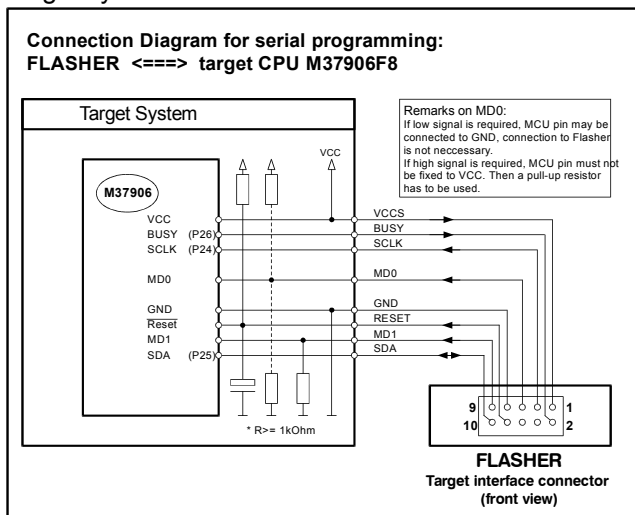 Connection Diagram for serial programming:
FLASHER <===> target CPU M37906F8
Target System
Remarks on MD0:
If low signal is required, MCU pin may be
connected to GND, connection to Flasher
is not neccessary.
If high signal is required, MCU pin must not
be fixed to VCC. Then a pull-up resistor
has to be used.
VCC
M37906
VCC
BUSY (P26)
SCLK (P24)
MD0
GND
Reset
MD1
SDA (P25)
VCCS
BUSY
SCLK
MD0
GND
RESET
MD1
SDA
* R>= 1kOhm
9 1
10 2
FLASHER
Target interface connector
(front view)